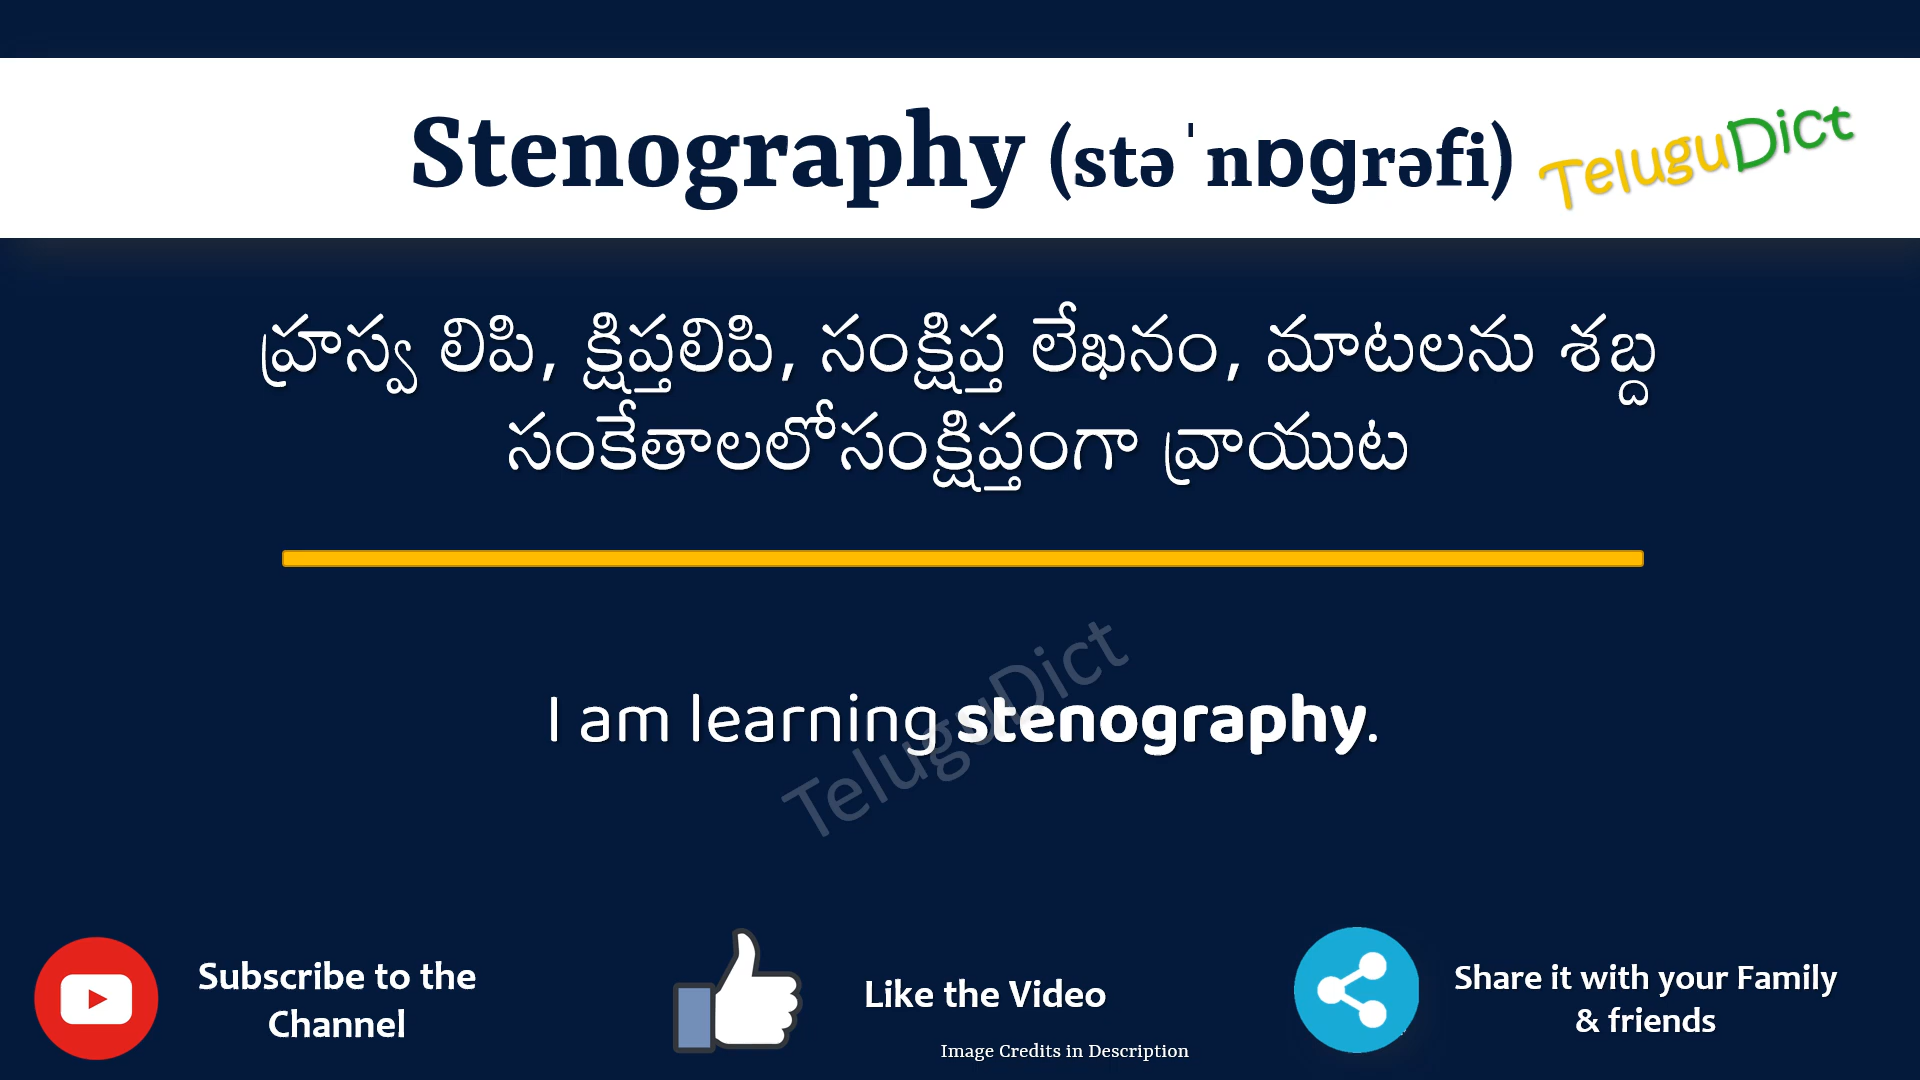 Stenography (stəˈnɒɡrəfi)
TeluguDict
హ్రస్వ లిపి, క్షిప్తలిపి, సంక్షిప్త లేఖనం, మాటలను శబ్ద
సంకేతాలలోసంక్షిప్తంగా వ్రాయుట
I am learning stenography.
TeluguDict
Subscribe to the
Channel
Like the Video
Share it with your Family
& friends
Image Credits in Description